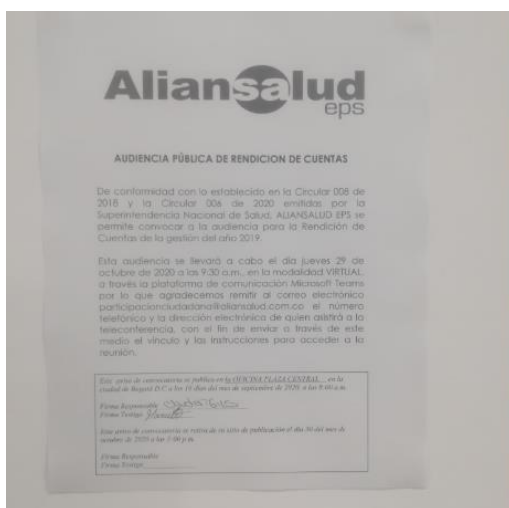 Aliansalud
eps
AUDIENCIA PÚBLICA DE RENDICION DE CUENTAS
De conformidad con lo establecido en la Circular 008 de
2018 y la Circular 006 de 2020 emitidas por la
Superintendencia Nacional de Salud, ALIANSALUD EPS se
permite convocar a la audiencia para la Rendición de
Cuentas de la gestión del año 2019.
Esta audiencia se llevará a cabo el día jueves 29 de
octubre de 2020 a las 9:30 a.m., en la modalidad VIRTUAL,
a través la plataforma de comunicación Microsoft Teams
por lo que agradecemos remitir al correo electrónico
participacionciudadana@aliansalud.com.co el número
telefónico y la dirección electrónica de quien asistirá a la
teleconferencia, con el fin de enviar a través de este
medio el vínculo y las instrucciones para acceder a la
reunión.
Este aviso de convocatoria se publica en la OFICINA PLAZA CENTRAL en la
ciudad de Bogotá D.C a los 10 días del mes de septiembre de 2020, a las 8:00 a.m.
Firma Responsable
Firma Testigo
Este aviso de convocatoria se retira de su sitio de publicación el día 30 del mes de
octubre de 2020 a las 5:00 p.m.
Firma Responsable
Firma Testigo